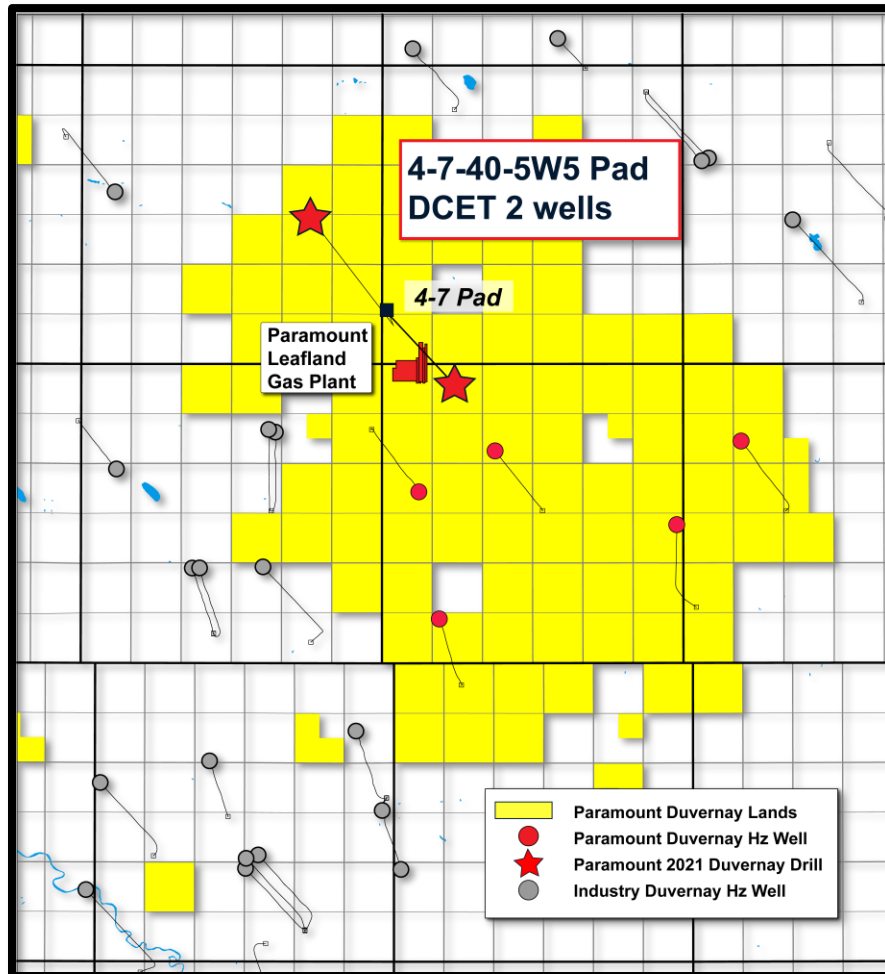 4-7-40-5W5 Pad
DCET 2 wells
4-7 Pad
Paramount
Leafland
Gas Plant
Paramount Duvernay Lands
Paramount Duvernay Hz Well
Paramount 2021 Duvernay Drill
Industry Duvernay Hz Well